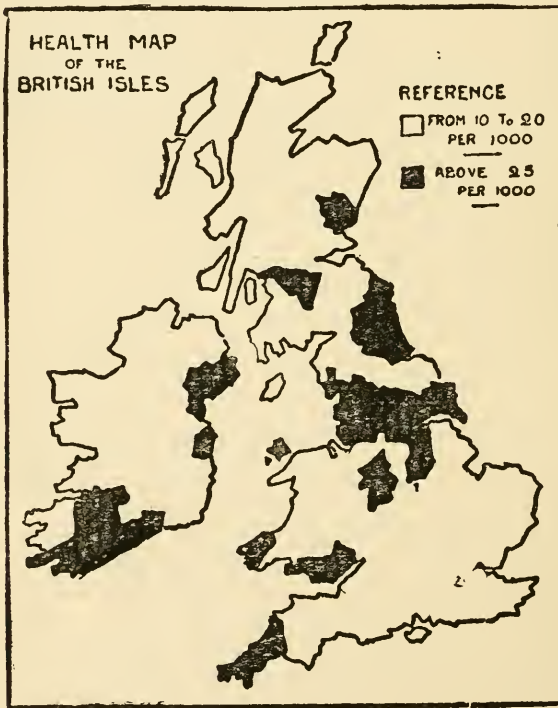 HEALTH MAP
OF THE
BRITISH ISLES
REFERENCE
FROM 10 To 20
PER 1000
ABOVE 25
PER 1000